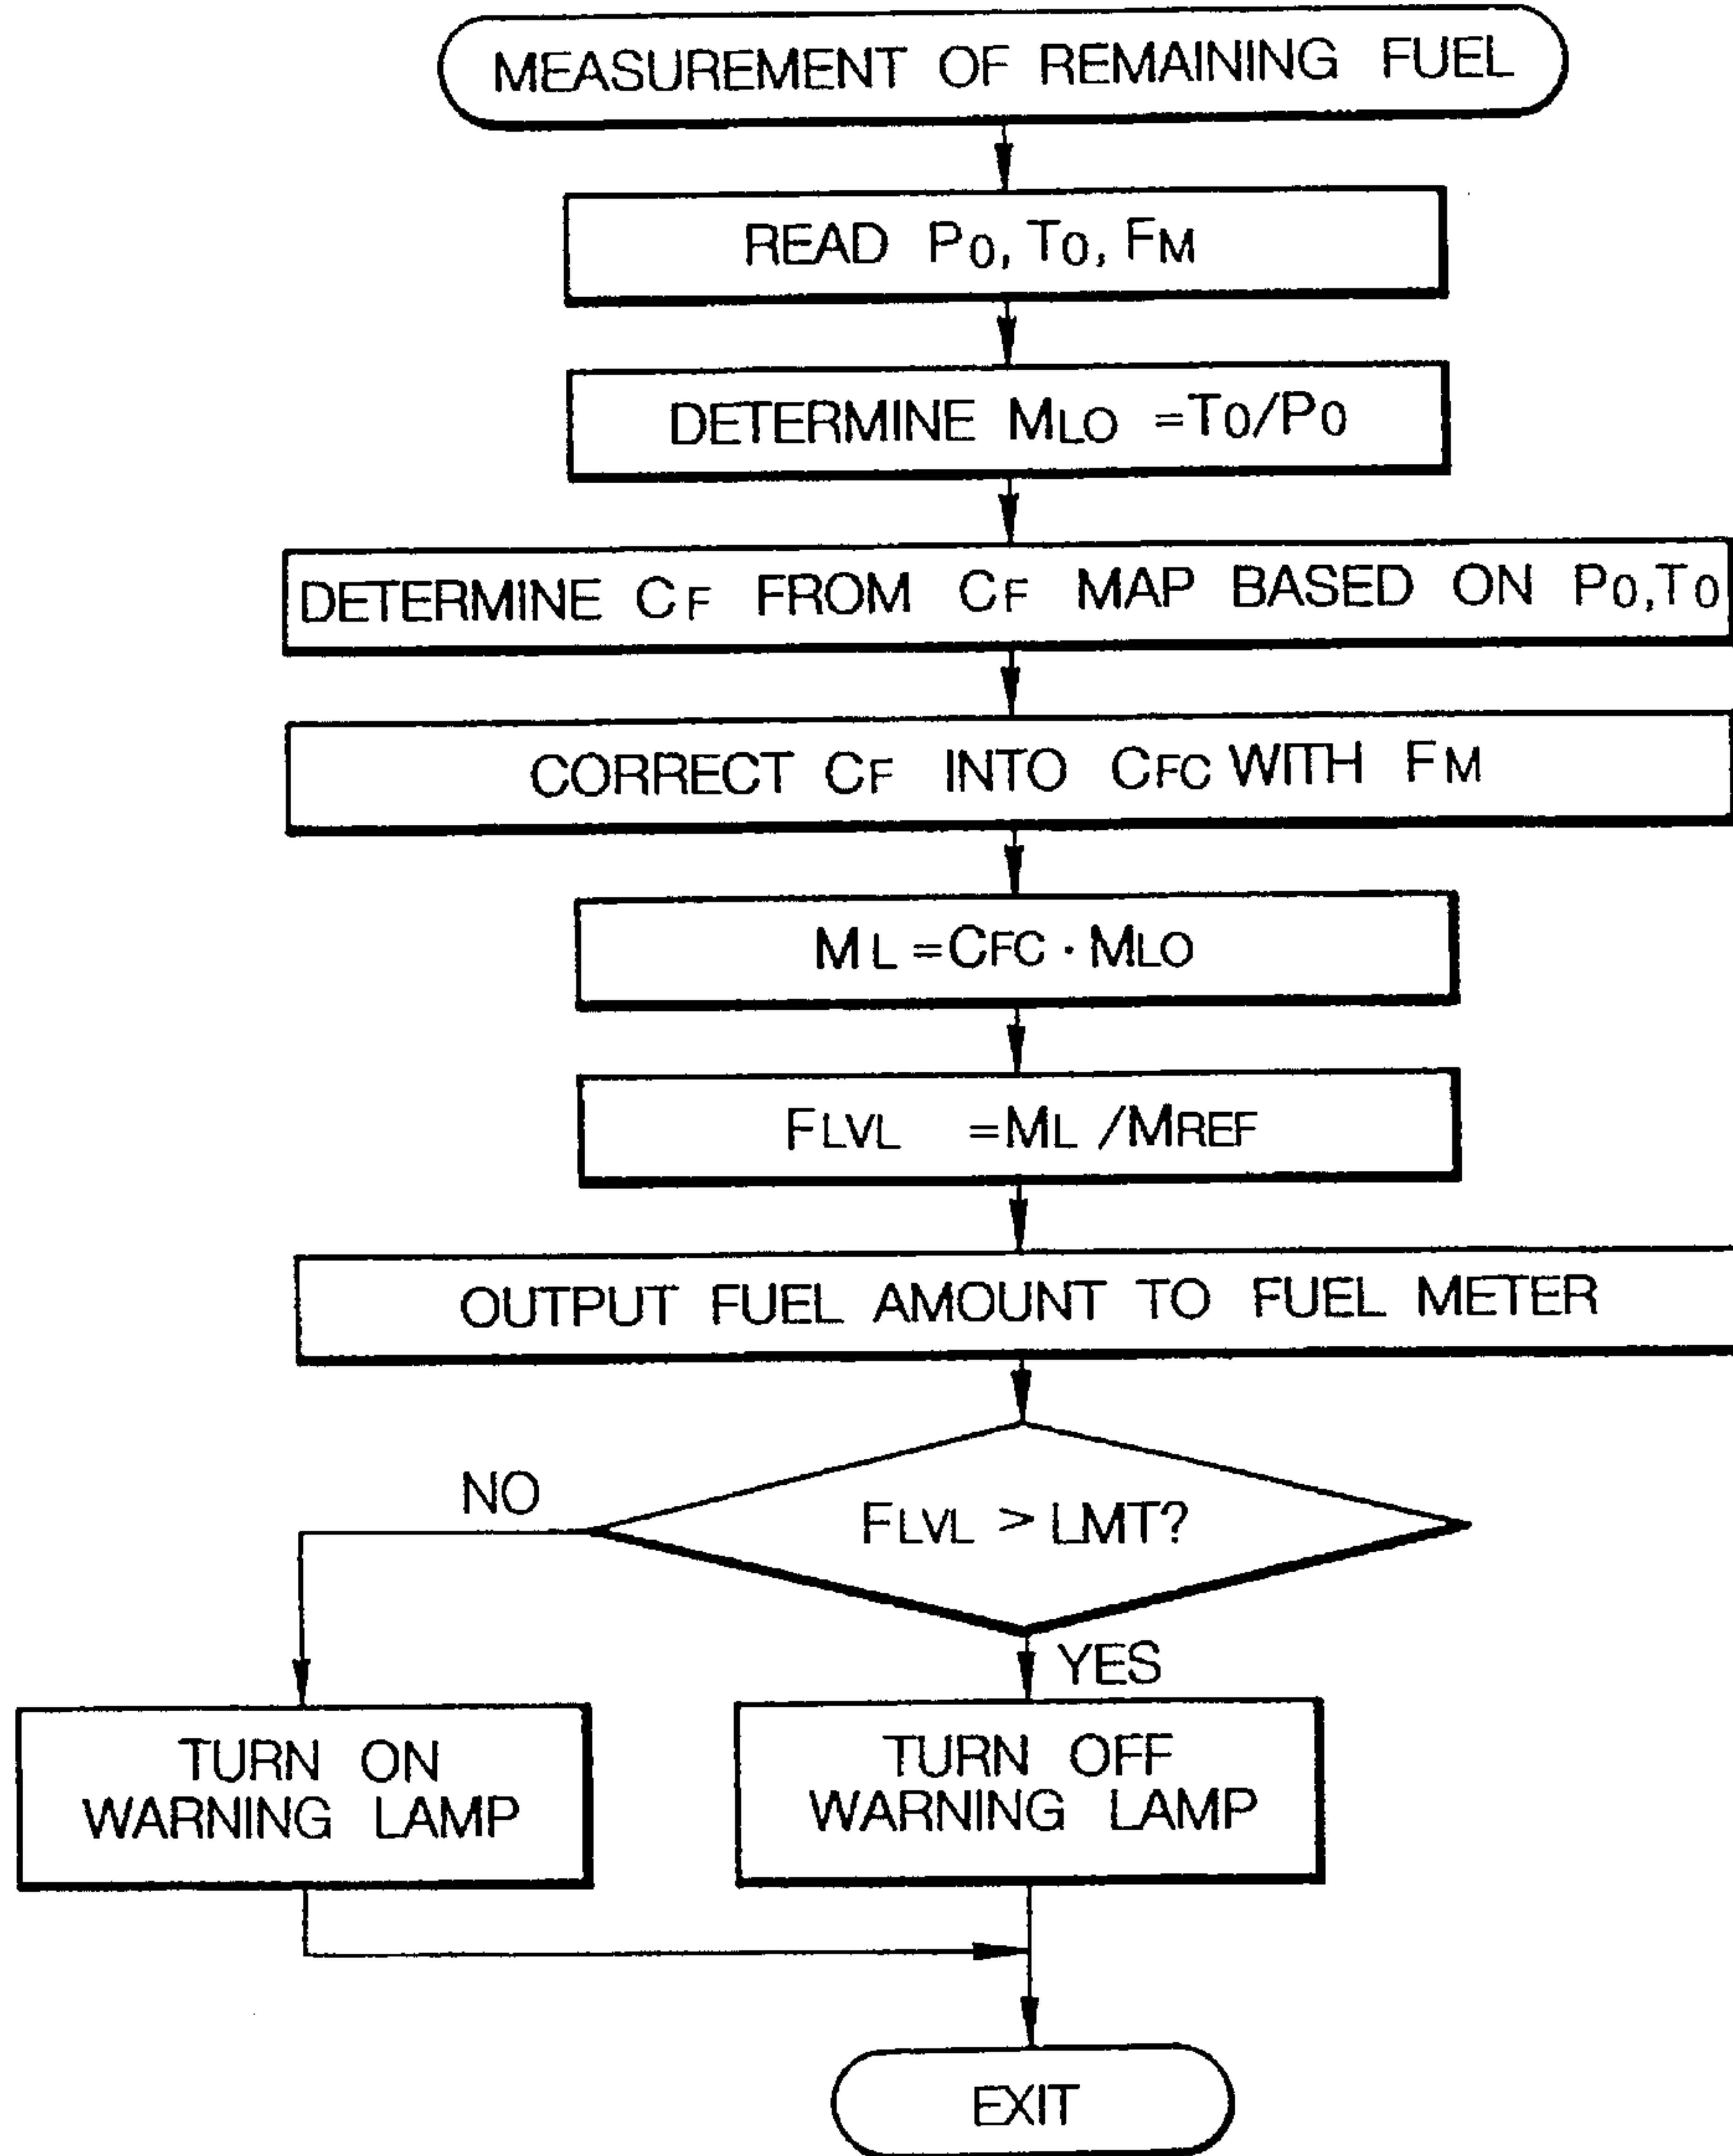 MEASUREMENT OF REMAINING FUEL
READ P0, T0, FM
DETERMINE MLO =T0/P0
DETERMINE CF FROM CF MAP BASED ON P0,T0
CORRECT CF INTO CFC WITH FM
ML=CFC·MLO
FLVL =ML/MREF
OUTPUT FUEL AMOUNT TO FUEL METER
NO
FLVL > LMT?
YES
TURN ON
WARNING LAMP
TURN OFF
WARNING LAMP
EXIT